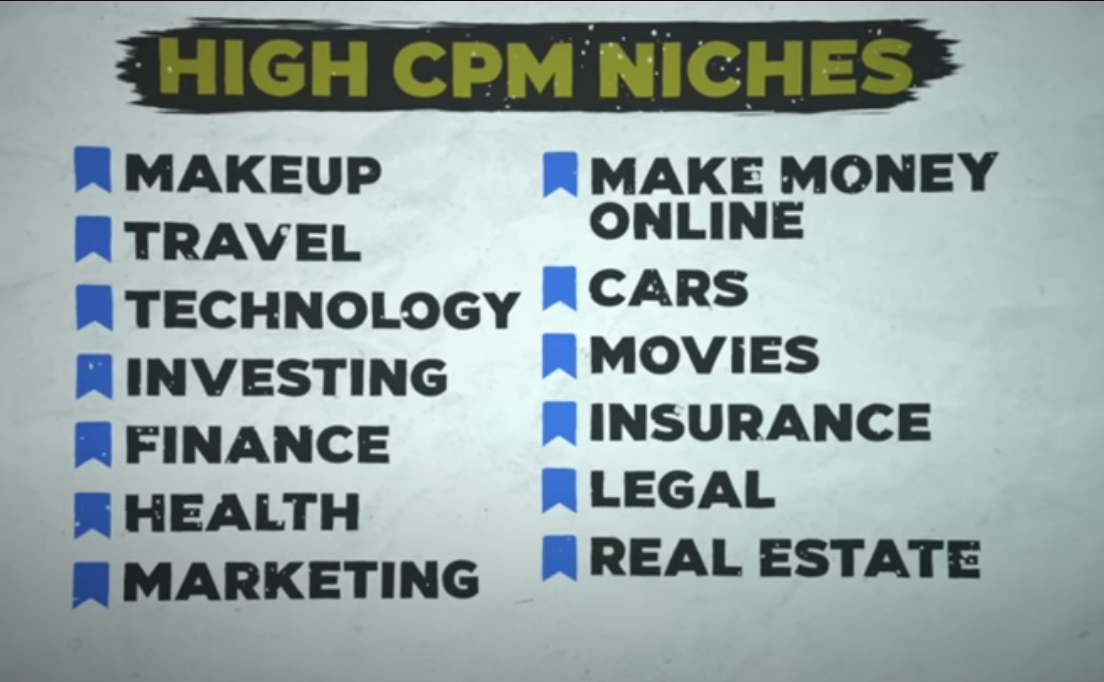 HIGH CPM NICHES
MAKEUP
TRAVEL
TECHNOLOGY
INVESTING
FINANCE
HEALTH
MARKETING
MAKE MONEY
ONLINE
CARS
MOVIES
INSURANCE
LEGAL
REAL ESTATE